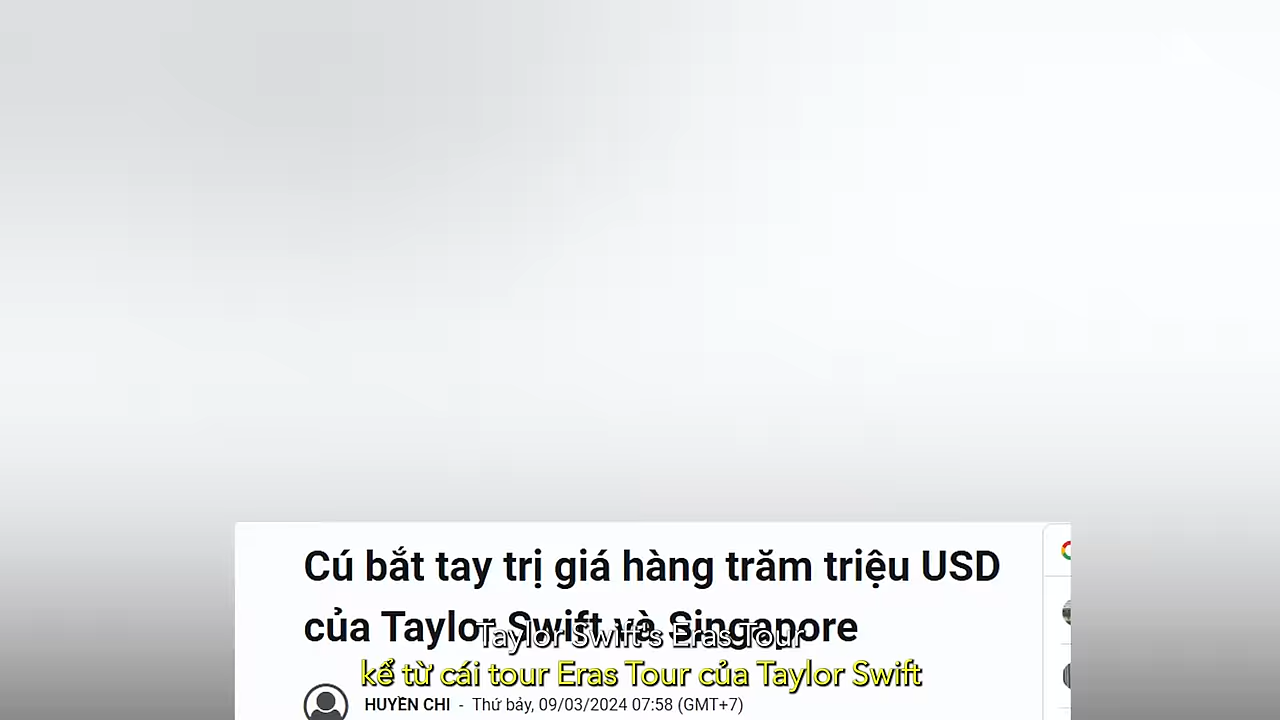 Cú bắt tay trị giá hàng trăm triệu USD
của Taylor Swift và Singapore
Taylor Swift's Eras Tour
kể từ cái tour Eras Tour của Taylor Swift
HUYỀN CHI - Thứ bảy, 09/03/2024 07:58 (GMT+7)